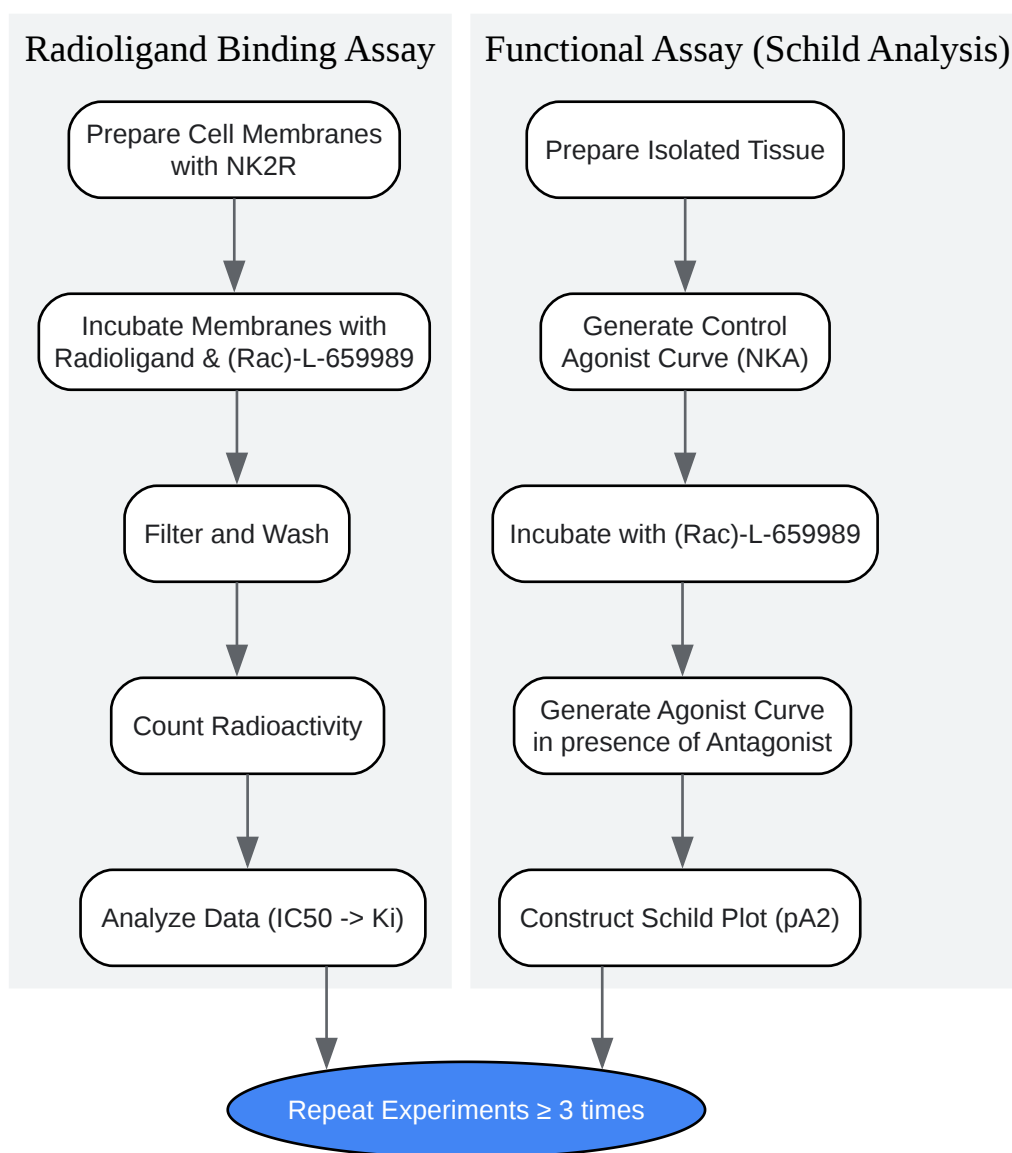 Radioligand Binding Assay
Prepare Cell Membranes
with NK2R
Incubate Membranes with
Radioligand & (Rac)-L-659989
Filter and Wash
Count Radioactivity
Analyze Data (IC50 -> Ki)
Functional Assay (Schild Analysis)
Prepare Isolated Tissue
Generate Control
Agonist Curve (NKA)
Incubate with (Rac)-L-659989
Generate Agonist Curve
in presence of Antagonist
Construct Schild Plot (pA2)
Repeat Experiments ≥ 3 times